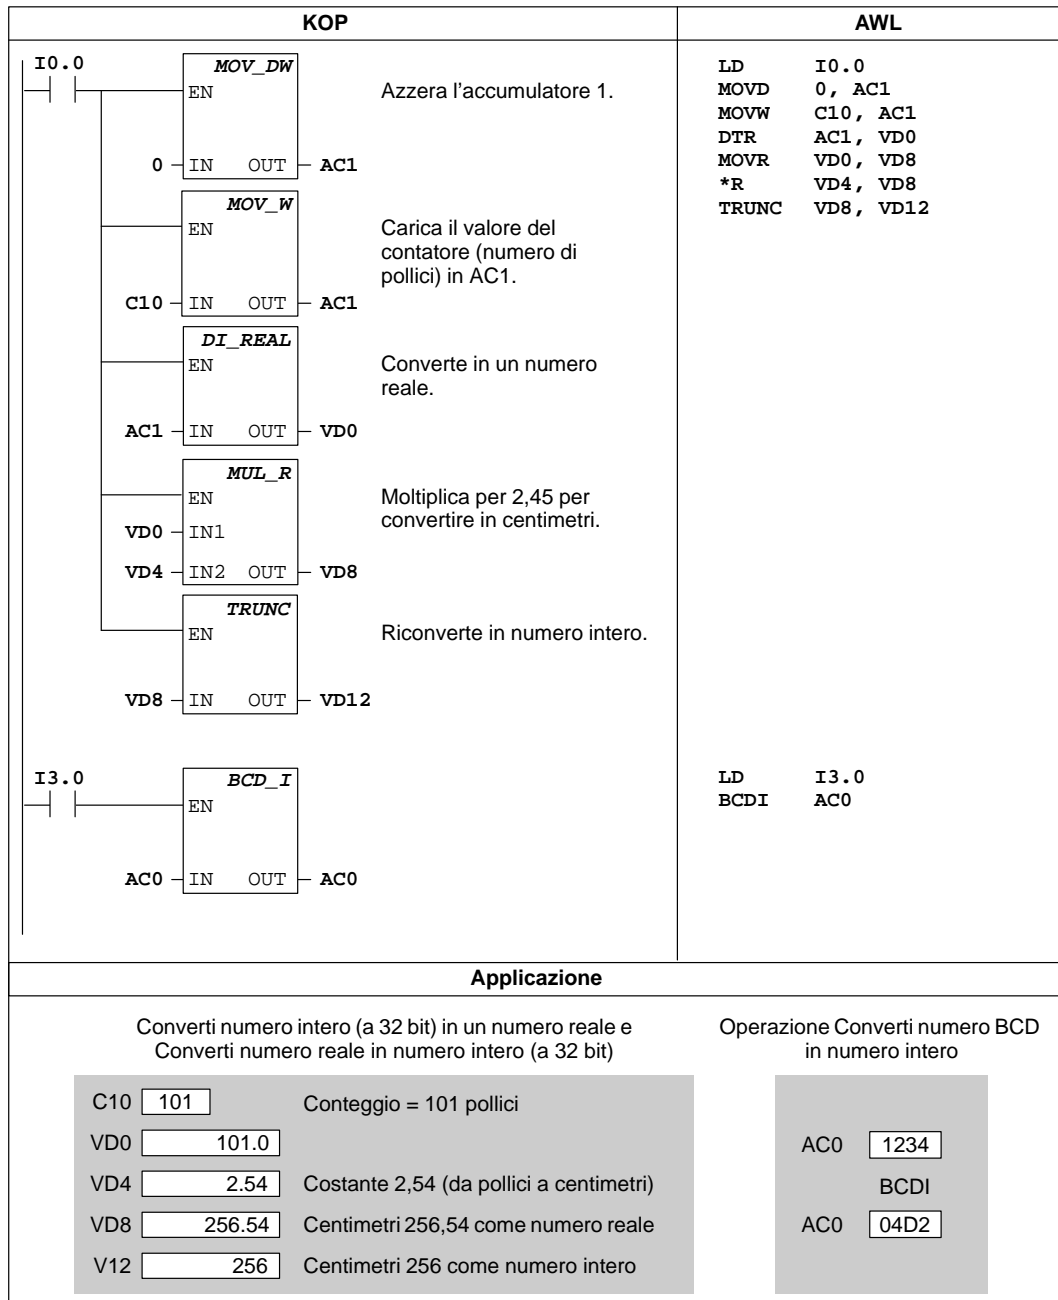 KOP
AWL
I0.0
MOV_DW
EN
Azzera l'accumulatore 1.
0 IN OUT AC1
MOV_W
EN
Carica il valore del
contatore (numero di
pollici) in AC1.
C10 IN OUT AC1
DI_REAL
EN
Converte in un numero
reale.
AC1 IN OUT VD0
MUL_R
EN
Moltiplica per 2,45 per
convertire in centimetri.
VD0 IN1
VD4 IN2 OUT VD8
TRUNC
EN
Riconverte in numero intero.
VD8 IN OUT VD12
LD I0.0
MOVD 0, AC1
MOVW C10, AC1
DTR AC1, VD0
MOVR VD0, VD8
*R VD4, VD8
TRUNC VD8, VD12
I3.0
BCD_I
EN
AC0 IN OUT AC0
LD I3.0
BCDI AC0
Applicazione
Converti numero intero (a 32 bit) in un numero reale e
Converti numero reale in numero intero (a 32 bit)
C10 101 Conteggio = 101 pollici
VD0 101.0
VD4 2.54 Costante 2,54 (da pollici a centimetri)
VD8 256.54 Centimetri 256,54 come numero reale
V12 256 Centimetri 256 come numero intero
Operazione Converti numero BCD
in numero intero
AC0 1234
BCDI
AC0 04D2